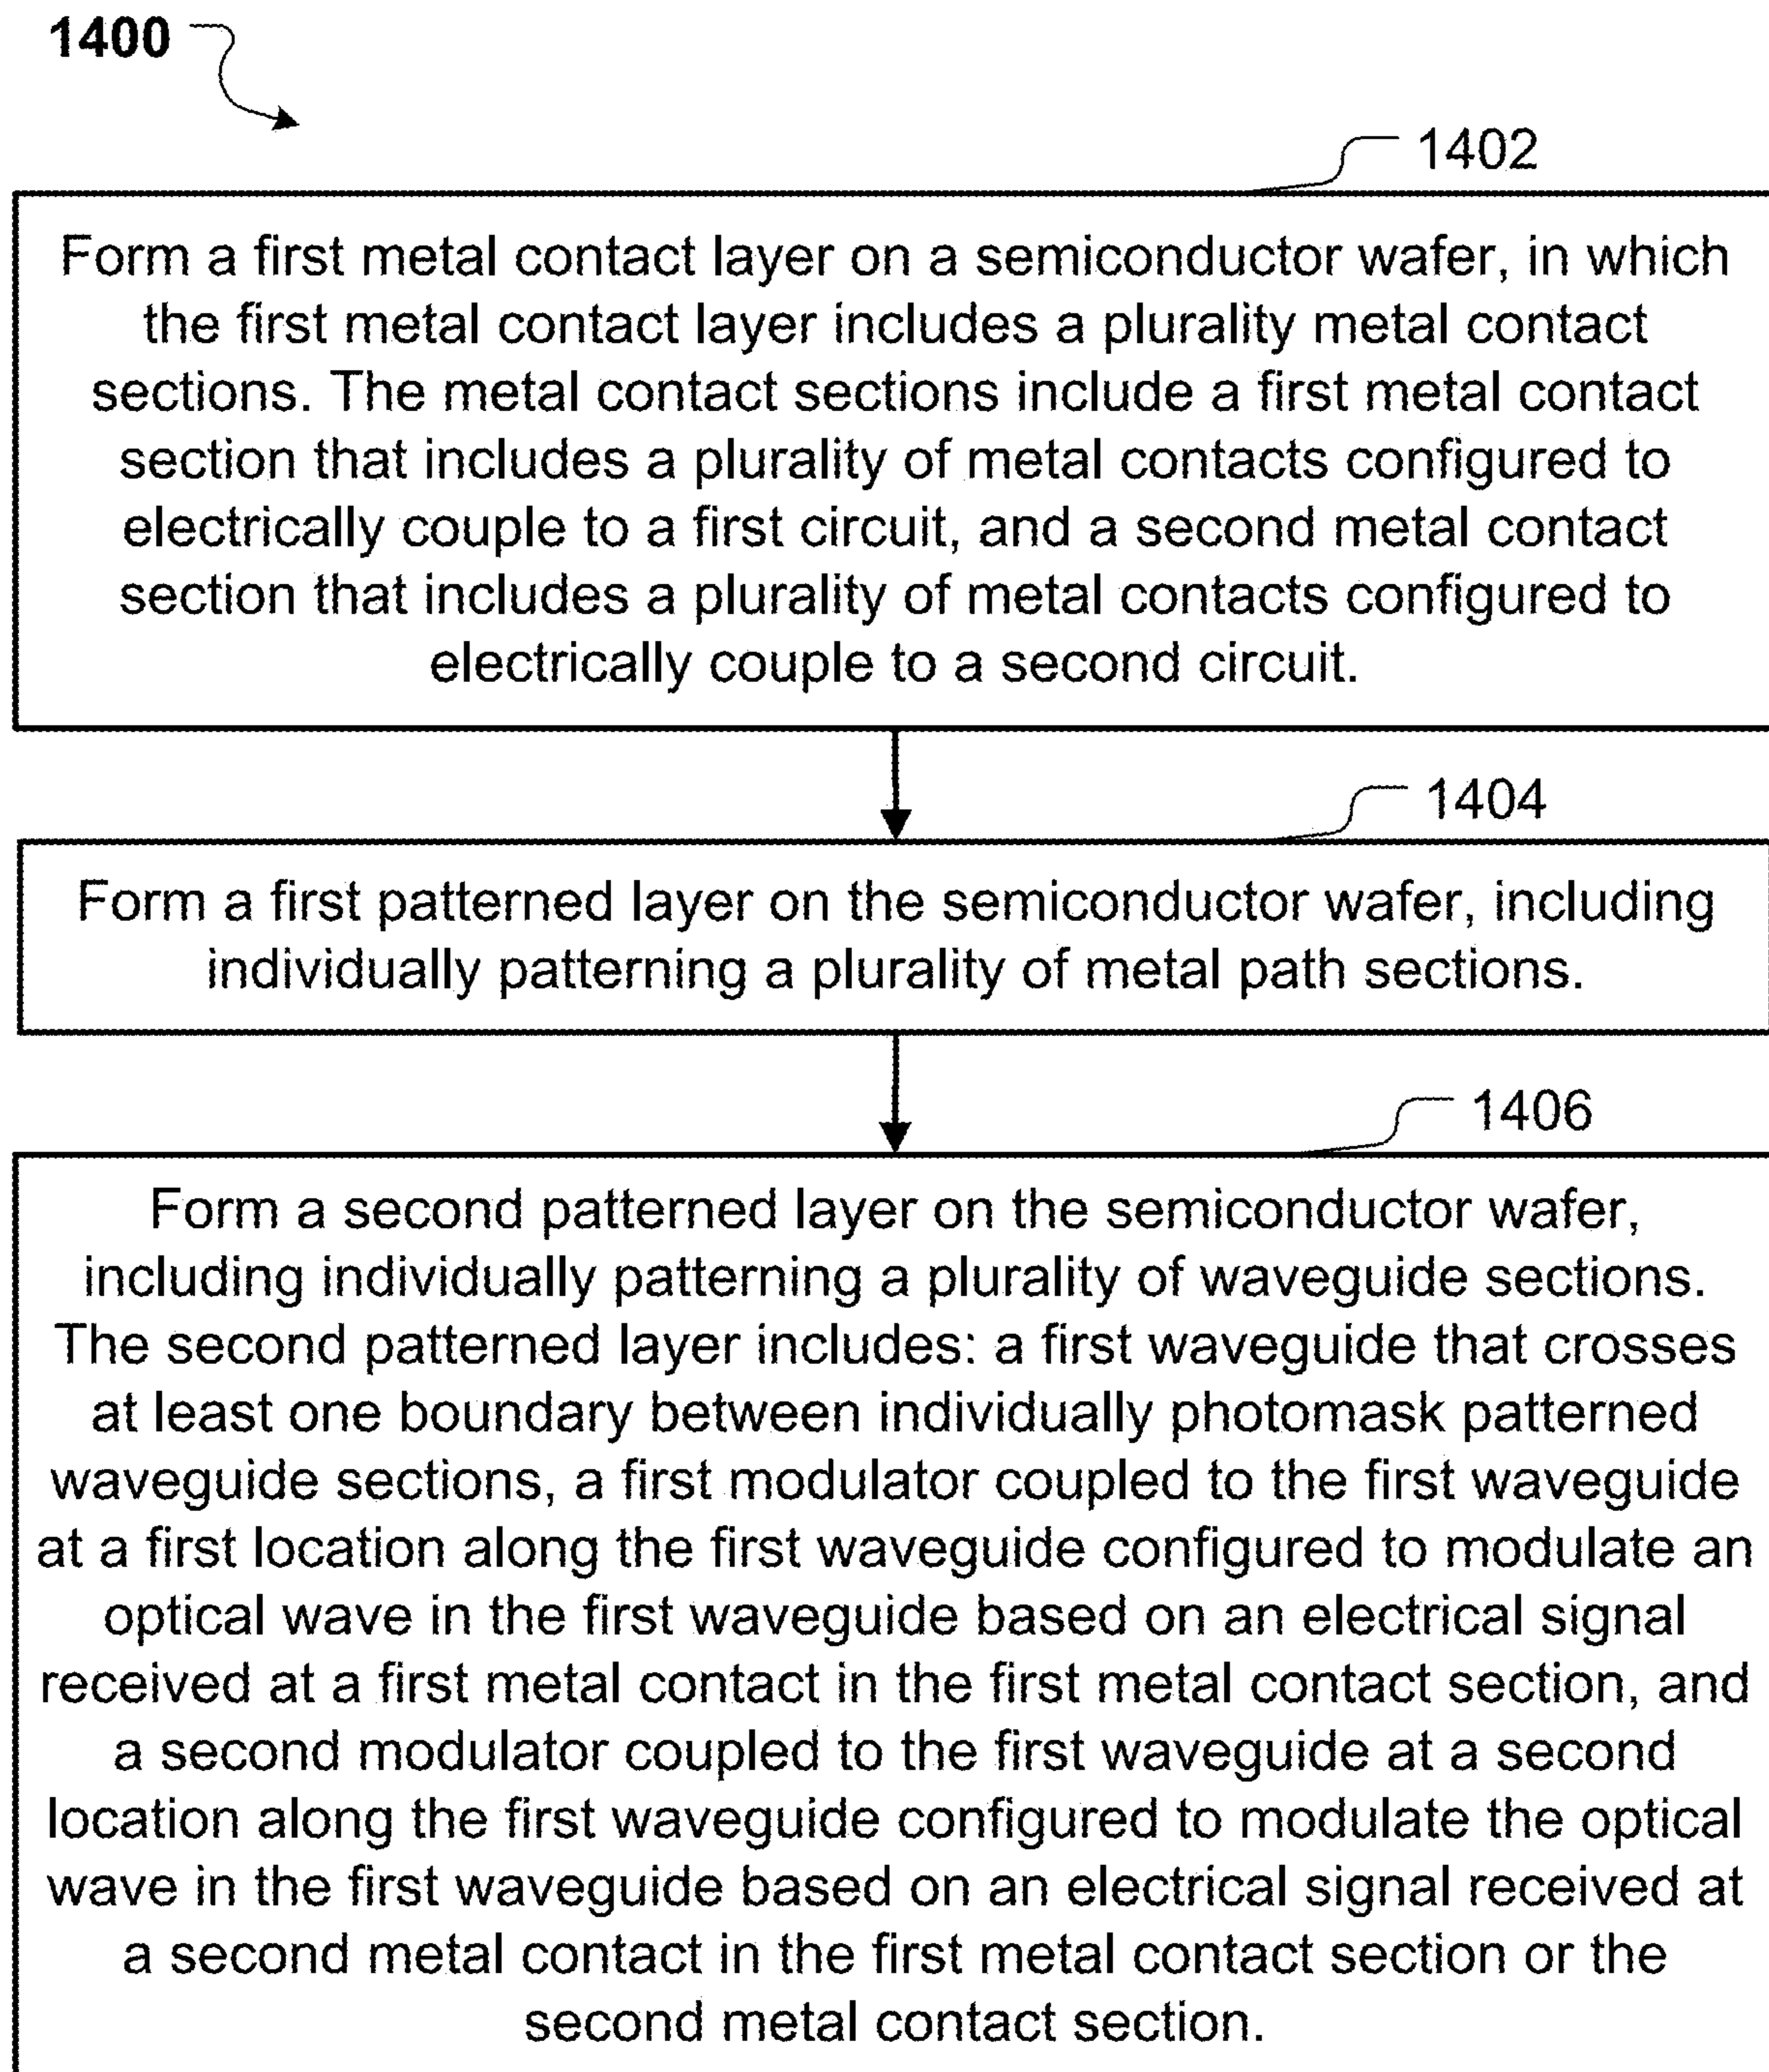 1400
1402
Form a first metal contact layer on a semiconductor wafer, in which
the first metal contact layer includes a plurality metal contact
sections. The metal contact sections include a first metal contact
section that includes a plurality of metal contacts configured to
electrically couple to a first circuit, and a second metal contact
section that includes a plurality of metal contacts configured to
electrically couple to a second circuit.
1404
Form a first patterned layer on the semiconductor wafer, including
individually patterning a plurality of metal path sections.
1406
Form a second patterned layer on the semiconductor wafer,
including individually patterning a plurality of waveguide sections.
The second patterned layer includes: a first waveguide that crosses
at least one boundary between individually photomask patterned
waveguide sections, a first modulator coupled to the first waveguide
at a first location along the first waveguide configured to modulate an
optical wave in the first waveguide based on an electrical signal
received at a first metal contact in the first metal contact section, and
a second modulator coupled to the first waveguide at a second
location along the first waveguide configured to modulate the optical
wave in the first waveguide based on an electrical signal received at
a second metal contact in the first metal contact section or the
second metal contact section.